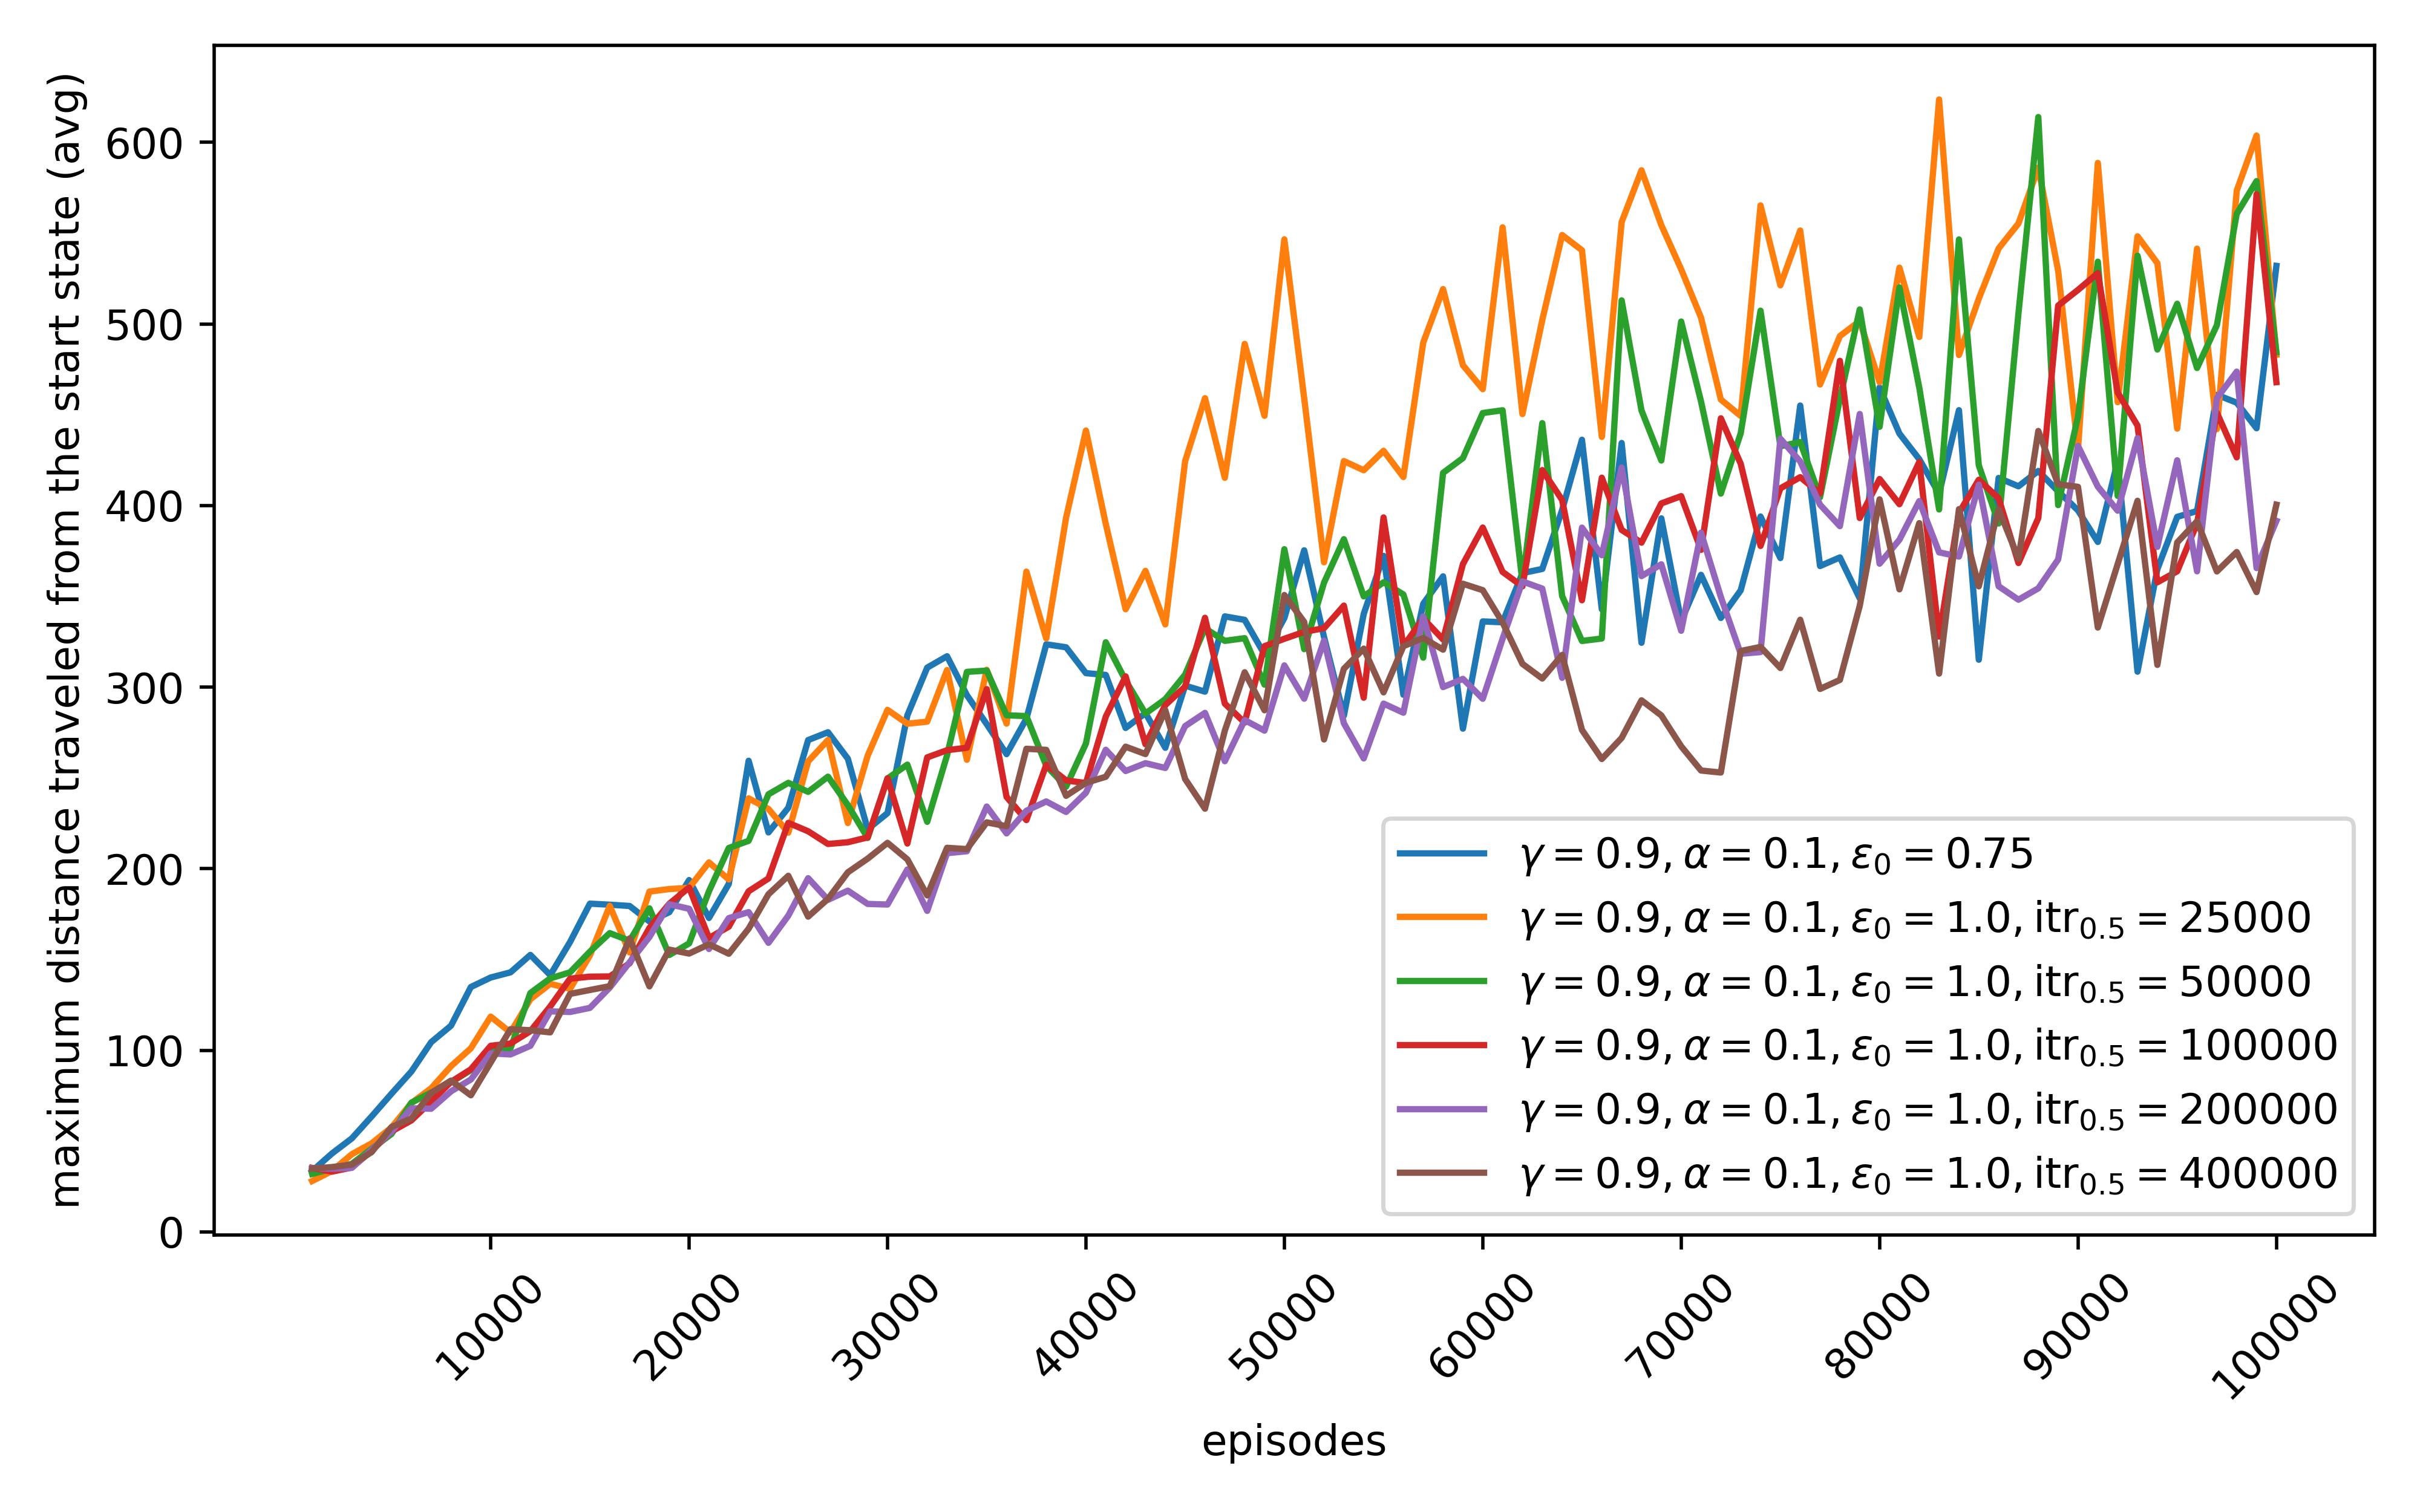 maximum distance traveled from the start state (avg)
600
500
400
300
200
100
0
γ = 0.9, α = 0.1, ε₀ = 0.75
γ = 0.9, α = 0.1, ε₀ = 1.0, itr₀.₅ = 25000
γ = 0.9, α = 0.1, ε₀ = 1.0, itr₀.₅ = 50000
γ = 0.9, α = 0.1, ε₀ = 1.0, itr₀.₅ = 100000
γ = 0.9, α = 0.1, ε₀ = 1.0, itr₀.₅ = 200000
γ = 0.9, α = 0.1, ε₀ = 1.0, itr₀.₅ = 400000
10000 20000 30000 40000 50000 60000 70000 80000 90000 100000
episodes